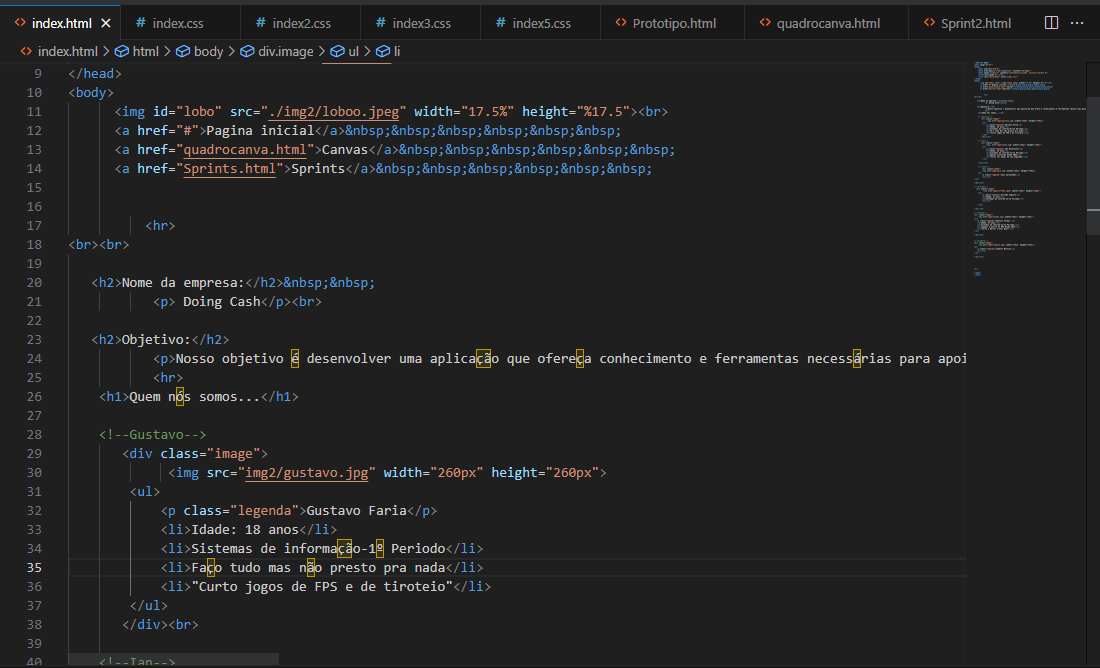 index.html
index.css
index2.css
index3.css
index5.css
Prototipo.html
quadrocanva.html
Sprint2.html
index.html > html > body > div.image > ul > li
9 </head>
10 <body>
11 <img id="lobo" src="./img2/loboo.jpeg" width="17.5%" height="%17.5"><br>
12 <a href="#">Pagina inicial</a>&nbsp;&nbsp;&nbsp;&nbsp;&nbsp;&nbsp;
13 <a href="quadrocanva.html">Canvas</a>&nbsp;&nbsp;&nbsp;&nbsp;&nbsp;&nbsp;
14 <a href="Sprints.html">Sprints</a>&nbsp;&nbsp;&nbsp;&nbsp;&nbsp;&nbsp;
15
16
17 <hr>
18 <br><br>
19
20 <h2>Nome da empresa:</h2>&nbsp;&nbsp;
21 <p> Doing Cash</p><br>
22
23 <h2>Objetivo:</h2>
24 <p>Nosso objetivo é desenvolver uma aplicação que ofereça conhecimento e ferramentas necessárias para apoi
25 <hr>
26 <h1>Quem nós somos...</h1>
27
28 <!--Gustavo-->
29 <div class="image">
30 <img src="img2/gustavo.jpg" width="260px" height="260px">
31 <ul>
32 <p class="legenda">Gustavo Faria</p>
33 <li>Idade: 18 anos</li>
34 <li>Sistemas de informação-1º Periodo</li>
35 <li>Faço tudo mas não presto pra nada</li>
36 <li>"Curto jogos de FPS e de tiroteio"</li>
37 </ul>
38 </div><br>
39
40 <!--Ian-->